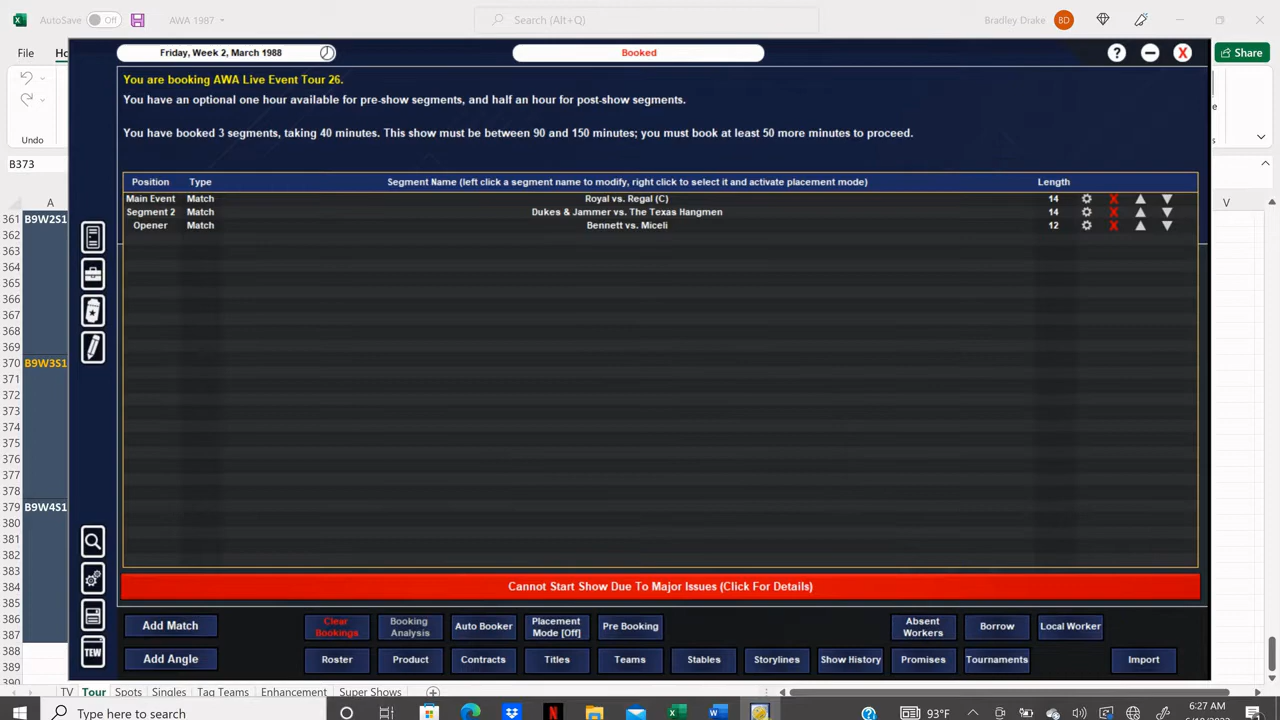 AutoSave Off AWA 1987 Search (Alt+Q) Bradley Drake BD
File Ho Share
Friday, Week 2, March 1988 Booked ? X
You are booking AWA Live Event Tour 26.
You have an optional one hour available for pre-show segments, and half an hour for post-show segments.
Undo
You have booked 3 segments, taking 40 minutes. This show must be between 90 and 150 minutes; you must book at least 50 more minutes to proceed.
B373
Position Type Segment Name (left click a segment name to modify, right click to select it and activate placement mode) Length
A V
Main Event Match Royal vs. Regal (C) 14 X
Segment 2 Match Dukes & Jammer vs. The Texas Hangmen 14 X
Opener Match Bennett vs. Miceli 12 X
361 B9W2S1
362
363
364
365
366
367
368
369
370 B9W3S1
371
372
373
374
375
376
377
378
379 B9W4S1
380
381
382
383
384
385
386
387
388
389
390
Cannot Start Show Due To Major Issues (Click For Details)
Add Match Clear Bookings Booking Analysis Auto Booker Placement Mode [Off] Pre Booking Absent Workers Borrow Local Worker
TEW
Add Angle Roster Product Contracts Titles Teams Stables Storylines Show History Promises Tournaments Import
TV Tour Spots Singles Tag Teams Enhancement Super Shows
Type here to search 93°F 6:27 AM